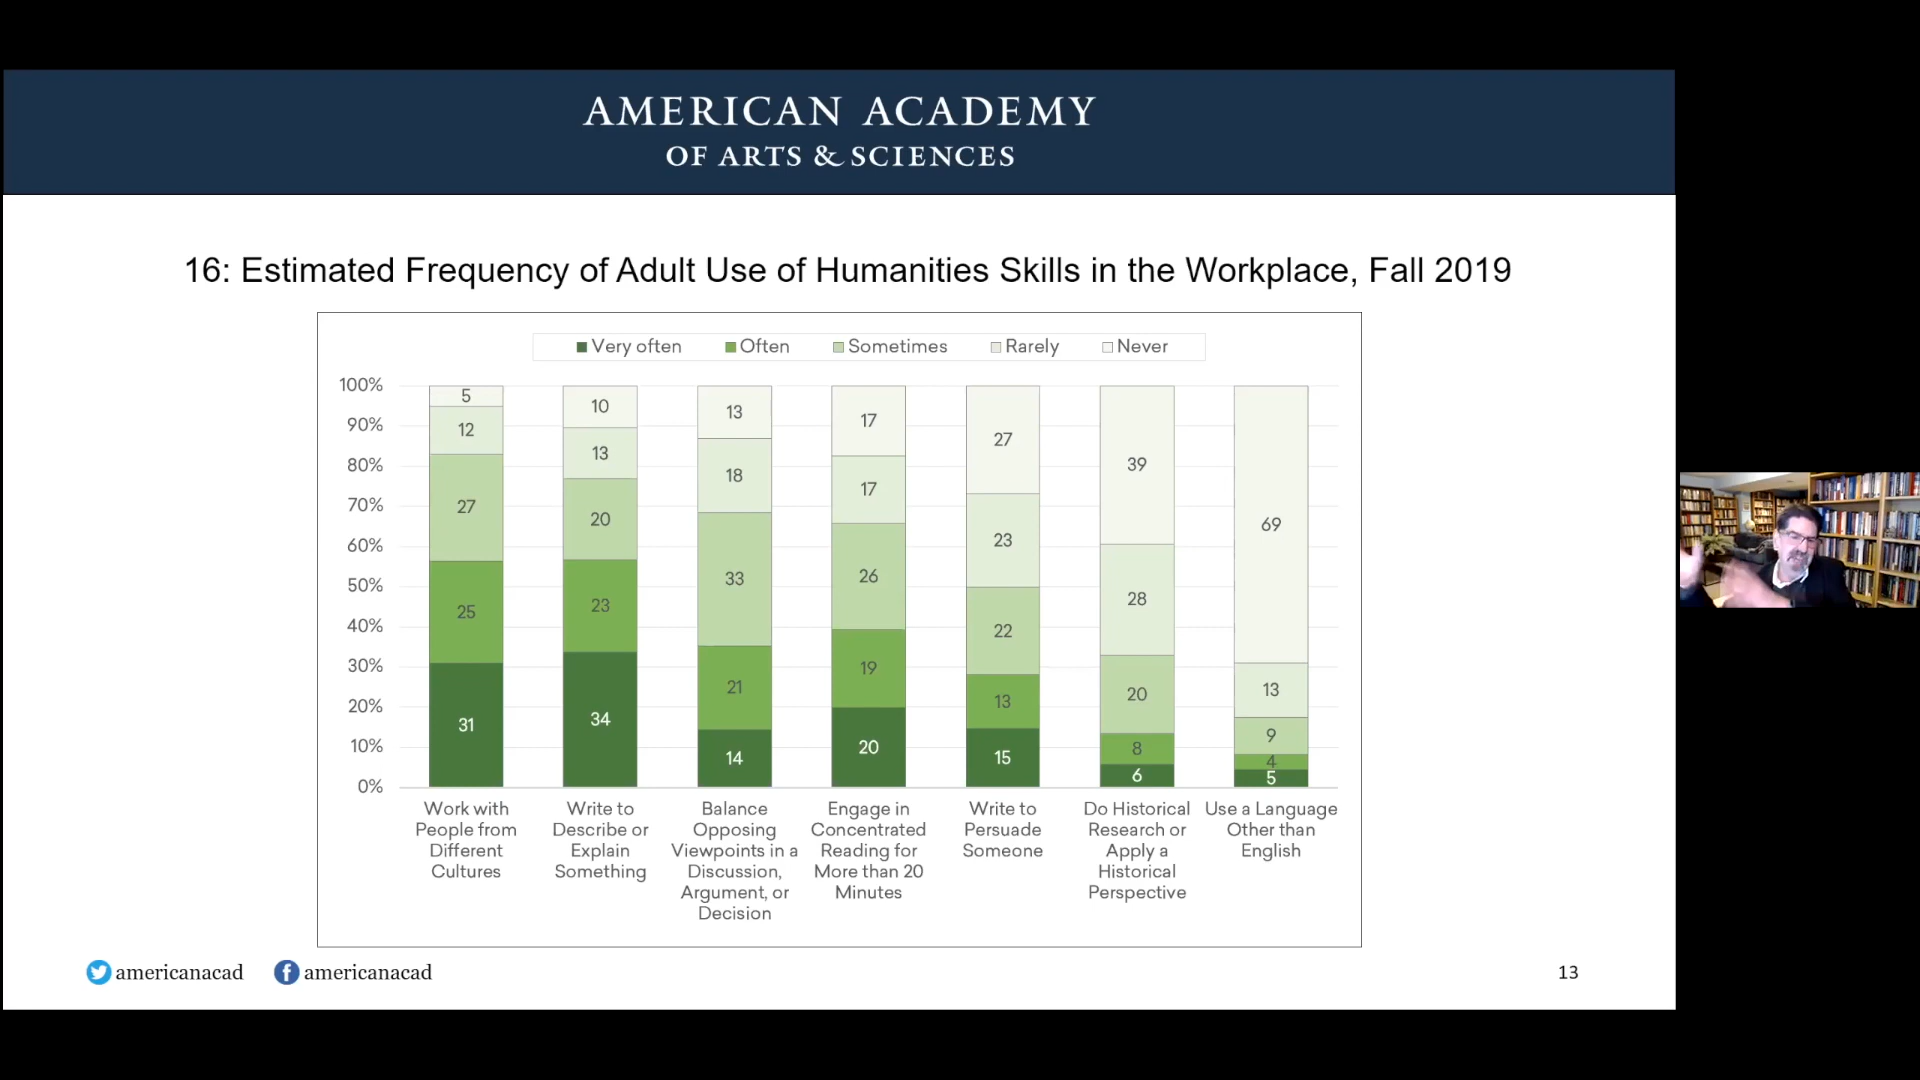 AMERICAN ACADEMY
OF ARTS & SCIENCES
16: Estimated Frequency of Adult Use of Humanities Skills in the Workplace, Fall 2019
Very often Often Sometimes Rarely Never
100%
90%
80%
70%
60%
50%
40%
30%
20%
10%
0%
5
12
27
25
31
10
13
20
23
34
13
18
33
21
14
17
17
26
19
20
27
23
22
13
15
39
28
20
8
6
69
13
9
4
5
Work with
People from
Different
Cultures
Write to
Describe or
Explain
Something
Balance
Opposing
Viewpoints in a
Discussion,
Argument, or
Decision
Engage in
Concentrated
Reading for
More than 20
Minutes
Write to
Persuade
Someone
Do Historical
Research or
Apply a
Historical
Perspective
Use a Language
Other than
English
americanacad americanacad
13